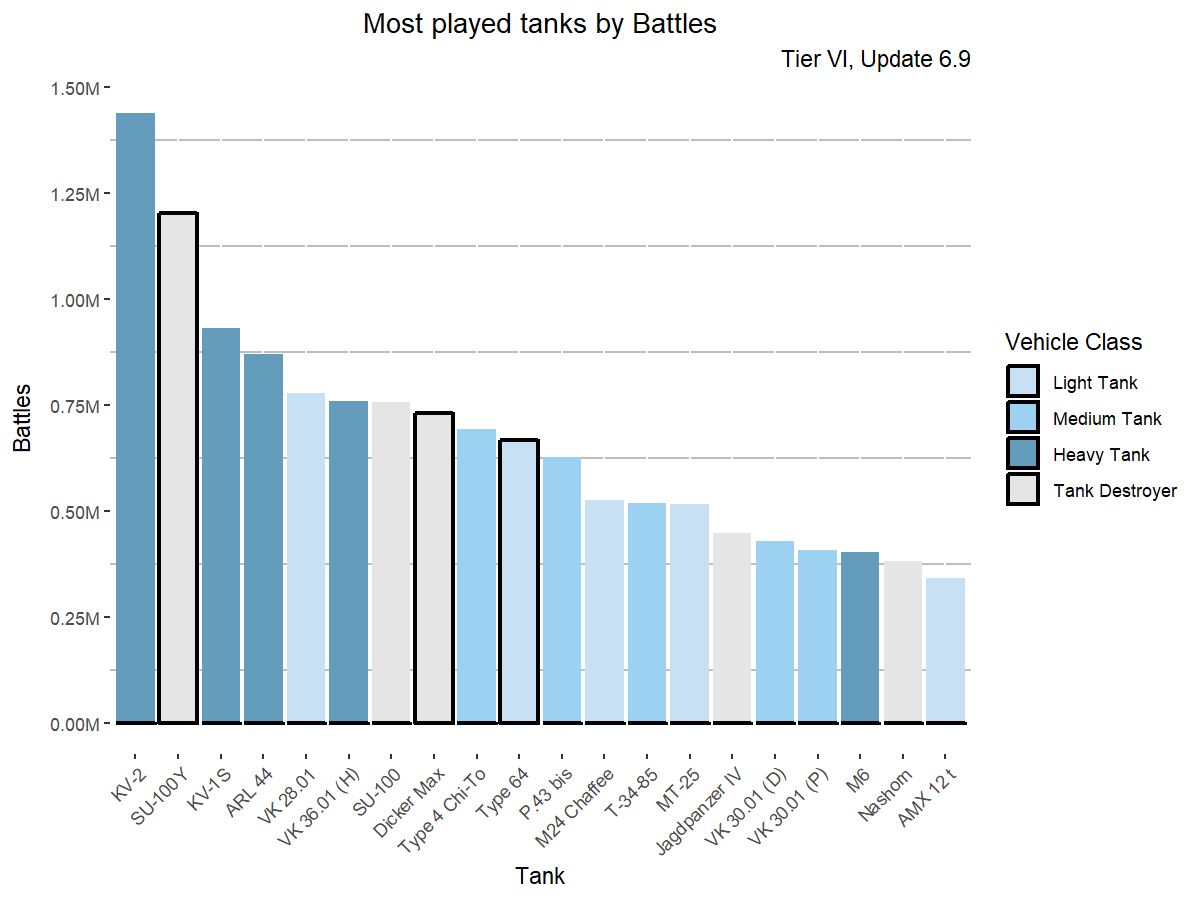 Most played tanks by Battles
Tier VI, Update 6.9
1.50M
1.25M
1.00M
0.75M
0.50M
0.25M
0.00M
Battles
KV-2
SU-100Y
KV-1S
ARL 44
VK 28.01
VK 36.01 (H)
SU-100
Dicker Max
Type 4 Chi-To
Type 64
P.43 bis
M24 Chaffee
T-34-85
MT-25
Jagdpanzer IV
VK 30.01 (D)
VK 30.01 (P)
M6
Nashorn
AMX 12 t
Tank
Vehicle Class
Light Tank
Medium Tank
Heavy Tank
Tank Destroyer